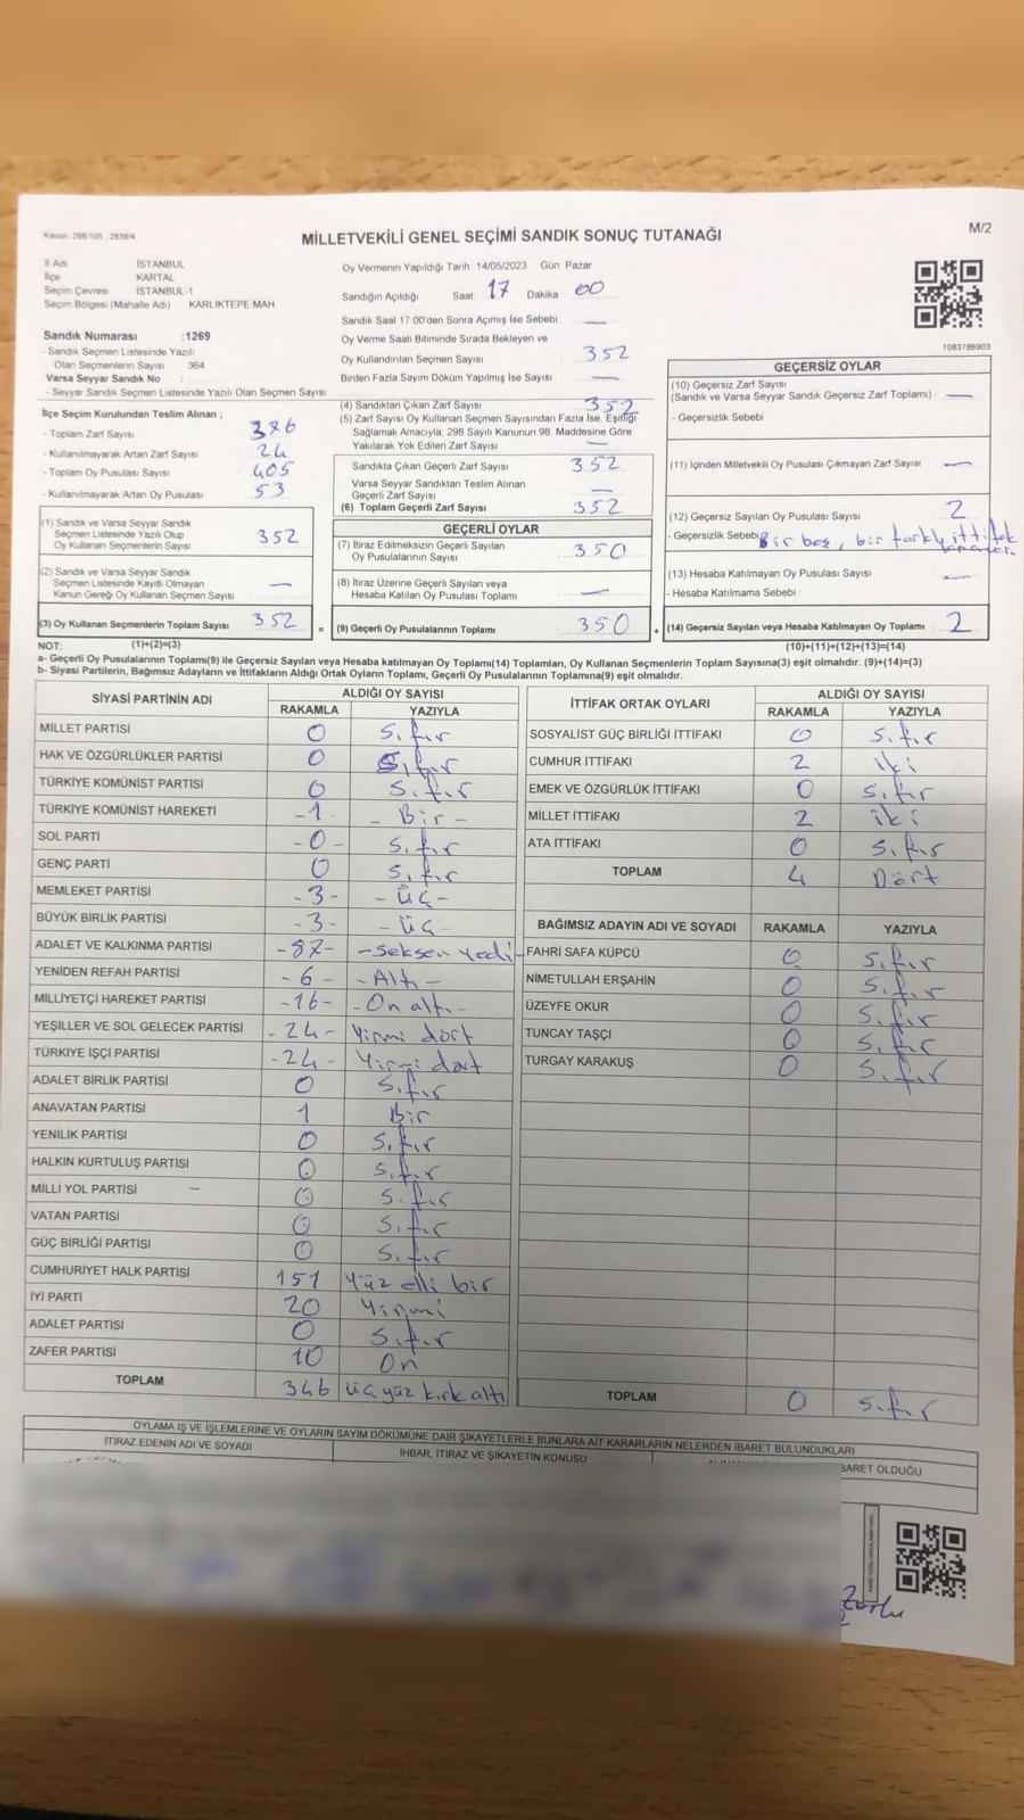 MİLLETVEKİLİ GENEL SEÇİMİ SANDIK SONUÇ TUTANAĞI
M/2
İl Adı İSTANBUL
İlçe KARTAL
Seçim Çevresi İSTANBUL-1
Seçim Bölgesi (Mahalle Adı) KARLIKTEPE MAH
Sandık Numarası :1269
- Sandık Seçmen Listesinde Yazılı
Olan Seçmenlerin Sayısı 364
Varsa Seyyar Sandık No :
- Seyyar Sandık Seçmen Listesinde Yazılı Olan Seçmen Sayısı
İlçe Seçim Kurulundan Teslim Alınan ;
- Toplam Zarf Sayısı 376
- Kullanılmayarak Artan Zarf Sayısı 24
- Toplam Oy Pusulası Sayısı 405
- Kullanılmayarak Artan Oy Pusulası 53
(1) Sandık ve Varsa Seyyar Sandık
Seçmen Listesinde Yazılı Olup
Oy Kullanan Seçmenlerin Sayısı 352
(2) Sandık ve Varsa Seyyar Sandık
Seçmen Listesinde Kayıtlı Olmayan
Kanun Gereği Oy Kullanan Seçmen Sayısı —
(3) Oy Kullanan Seçmenlerin Toplam Sayısı 352
Oy Vermenin Yapıldığı Tarih 14/05/2023 Gün Pazar
Sandığın Açıldığı Saat 17 Dakika 00
Sandık Saat 17:00'den Sonra Açılmış İse Sebebi —
Oy Verme Saati Bitiminde Sırada Bekleyen ve
Oy Kullandırılan Seçmen Sayısı 352
Birden Fazla Sayım Döküm Yapılmış İse Sayısı —
(4) Sandıktan Çıkan Zarf Sayısı 352
(5) Zarf Sayısı Oy Kullanan Seçmen Sayısından Fazla İse, Eşitliği
Sağlamak Amacıyla; 298 Sayılı Kanunun 98. Maddesine Göre
Yakılarak Yok Edilen Zarf Sayısı —
Sandıkta Çıkan Geçerli Zarf Sayısı 352
Varsa Seyyar Sandıktan Teslim Alınan
Geçerli Zarf Sayısı —
(6) Toplam Geçerli Zarf Sayısı 352
GEÇERLİ OYLAR
(7) İtiraz Edilmeksizin Geçerli Sayılan
Oy Pusulalarının Sayısı 350
(8) İtiraz Üzerine Geçerli Sayılan veya
Hesaba Katılan Oy Pusulası Toplamı —
= (9) Geçerli Oy Pusulalarının Toplamı 350
1083789903
GEÇERSİZ OYLAR
(10) Geçersiz Zarf Sayısı
(Sandık ve Varsa Seyyar Sandık Geçersiz Zarf Toplamı) —
- Geçersizlik Sebebi
(11) İçinden Milletvekili Oy Pusulası Çıkmayan Zarf Sayısı —
(12) Geçersiz Sayılan Oy Pusulası Sayısı 2
- Geçersizlik Sebebi Bir boş, bir farklı ittifak
(13) Hesaba Katılmayan Oy Pusulası Sayısı —
- Hesaba Katılmama Sebebi
+ (14) Geçersiz Sayılan veya Hesaba Katılmayan Oy Toplamı 2
NOT: (1)+(2)=(3) (10)+(11)+(12)+(13)=(14)
a- Geçerli Oy Pusulalarının Toplamı(9) ile Geçersiz Sayılan veya Hesaba katılmayan Oy Toplamı(14) Toplamları, Oy Kullanan Seçmenlerin Toplam Sayısına(3) eşit olmalıdır. (9)+(14)=(3)
b- Siyasi Partilerin, Bağımsız Adayların ve İttifakların Aldığı Ortak Oyların Toplamı, Geçerli Oy Pusulalarının Toplamına(9) eşit olmalıdır.
SİYASİ PARTİNİN ADI ALDIĞI OY SAYISI
RAKAMLA YAZIYLA
MİLLET PARTİSİ 0 Sıfır
HAK VE ÖZGÜRLÜKLER PARTİSİ 0 Sıfır
TÜRKİYE KOMÜNİST PARTİSİ 0 Sıfır
TÜRKİYE KOMÜNİST HAREKETİ -1 - Bir -
SOL PARTİ -0- Sıfır
GENÇ PARTİ 0 Sıfır
MEMLEKET PARTİSİ -3- -Üç-
BÜYÜK BİRLİK PARTİSİ -3- -Üç
ADALET VE KALKINMA PARTİSİ -87- -Seksen yedi-
YENİDEN REFAH PARTİSİ -6- -Altı-
MİLLİYETÇİ HAREKET PARTİSİ -16- -On altı-
YEŞİLLER VE SOL GELECEK PARTİSİ -24- Yirmi dört
TÜRKİYE İŞÇİ PARTİSİ -24- Yirmi dört
ADALET BİRLİK PARTİSİ 0 Sıfır
ANAVATAN PARTİSİ 1 Bir
YENİLİK PARTİSİ 0 Sıfır
HALKIN KURTULUŞ PARTİSİ 0 Sıfır
MİLLİ YOL PARTİSİ 0 Sıfır
VATAN PARTİSİ 0 Sıfır
GÜÇ BİRLİĞİ PARTİSİ 0 Sıfır
CUMHURİYET HALK PARTİSİ 151 Yüz elli bir
İYİ PARTİ 20 Yirmi
ADALET PARTİSİ 0 Sıfır
ZAFER PARTİSİ 10 On
TOPLAM 346 üç yüz kırk altı
İTTİFAK ORTAK OYLARI ALDIĞI OY SAYISI
RAKAMLA YAZIYLA
SOSYALİST GÜÇ BİRLİĞİ İTTİFAKI 0 Sıfır
CUMHUR İTTİFAKI 2 iki
EMEK VE ÖZGÜRLÜK İTTİFAKI 0 Sıfır
MİLLET İTTİFAKI 2 iki
ATA İTTİFAKI 0 Sıfır
TOPLAM 4 Dört
BAĞIMSIZ ADAYIN ADI VE SOYADI RAKAMLA YAZIYLA
FAHRİ SAFA KÜPCÜ 0 Sıfır
NİMETULLAH ERŞAHİN 0 Sıfır
ÜZEYFE OKUR 0 Sıfır
TUNCAY TAŞÇI 0 Sıfır
TURGAY KARAKUŞ 0 Sıfır
TOPLAM 0 Sıfır
OYLAMA İŞ VE İŞLEMLERİNE VE OYLARIN SAYIM DÖKÜMÜNE DAİR ŞİKAYETLERLE BUNLARA AİT KARARLARIN NELERDEN İBARET BULUNDUKLARI
İTİRAZ EDENİN ADI VE SOYADI İHBAR, İTİRAZ VE ŞİKAYETİN KONUSU
BARET OLDUĞU